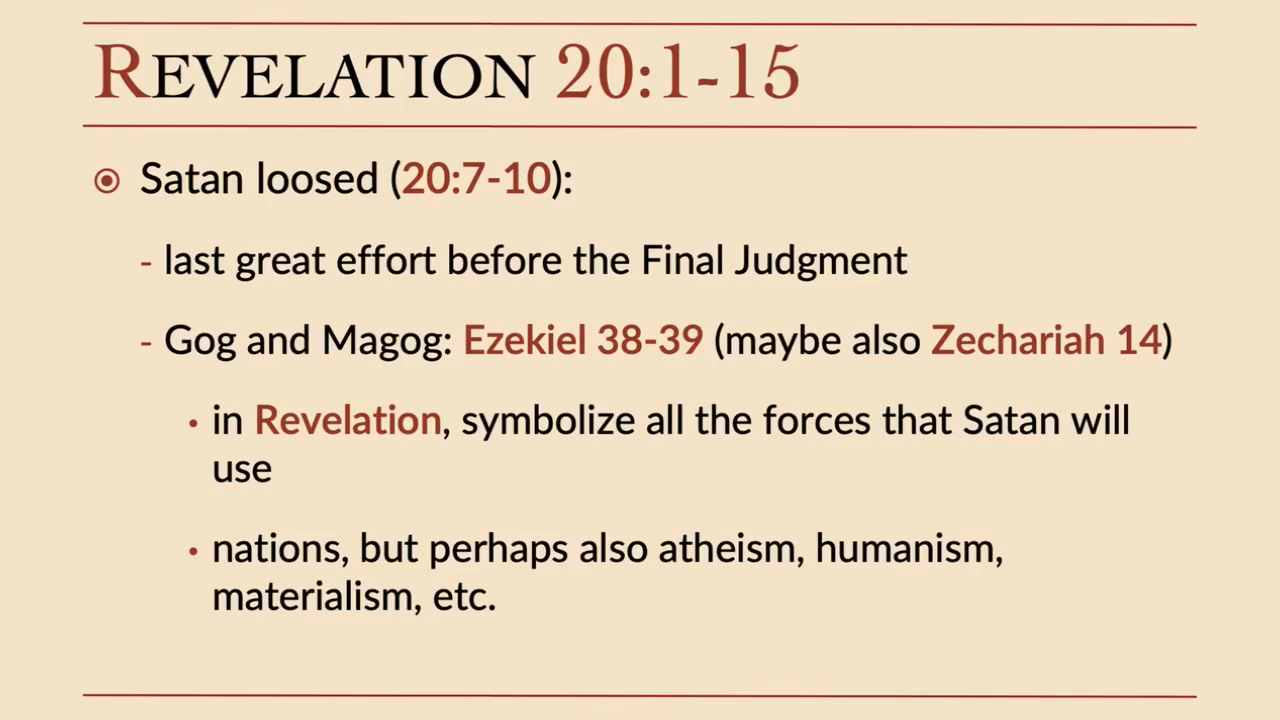 REVELATION 20:1-15
Satan loosed (20:7-10):
- last great effort before the Final Judgment
- Gog and Magog: Ezekiel 38-39 (maybe also Zechariah 14)
• in Revelation, symbolize all the forces that Satan will
use
• nations, but perhaps also atheism, humanism,
materialism, etc.